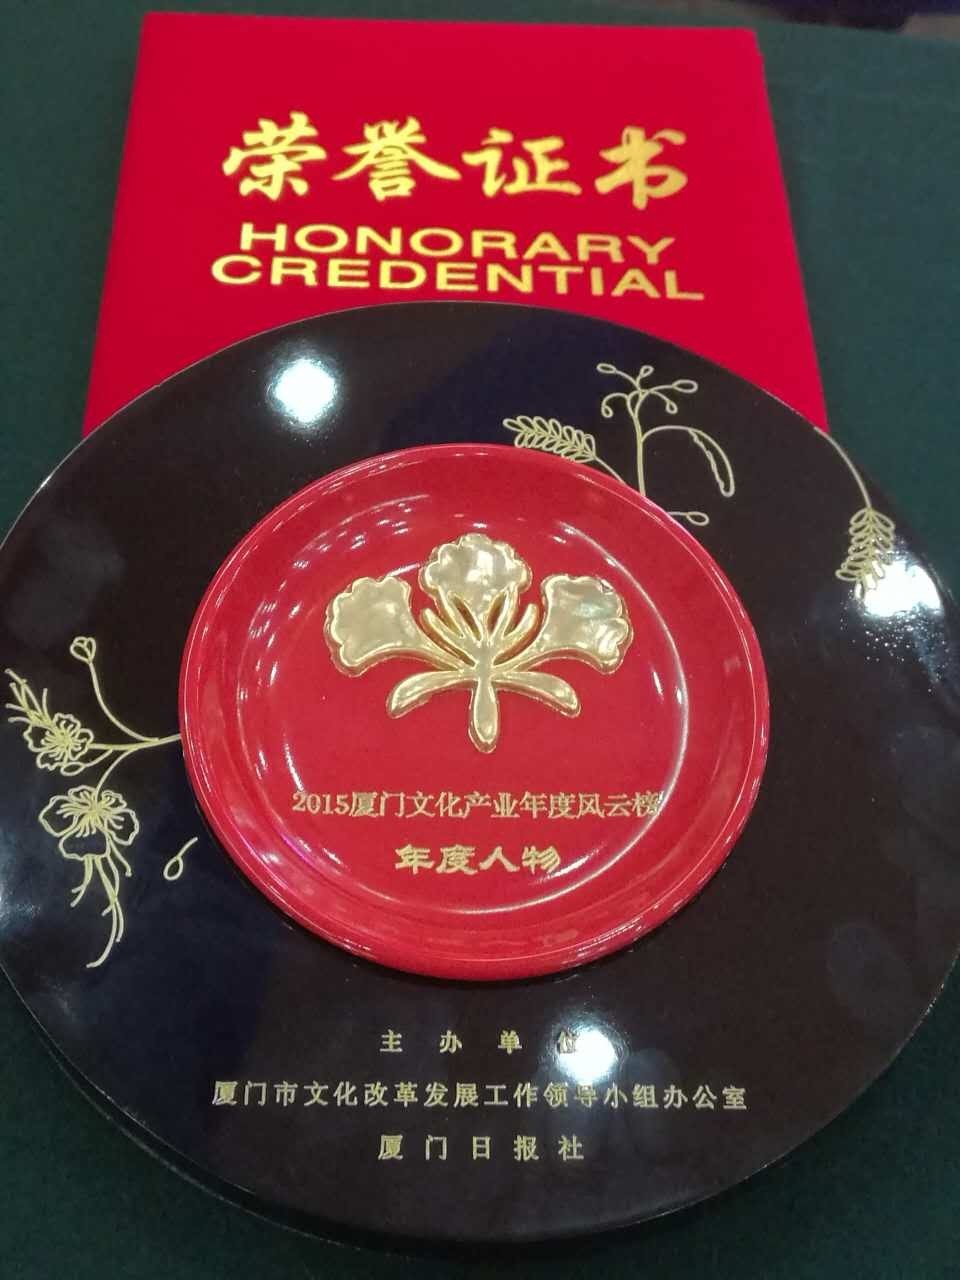 荣誉证书
HONORARY
CREDENTIAL
2015厦门文化产业年度风云榜
年度人物
主办单位
厦门市文化改革发展工作领导小组办公室
厦门日报社